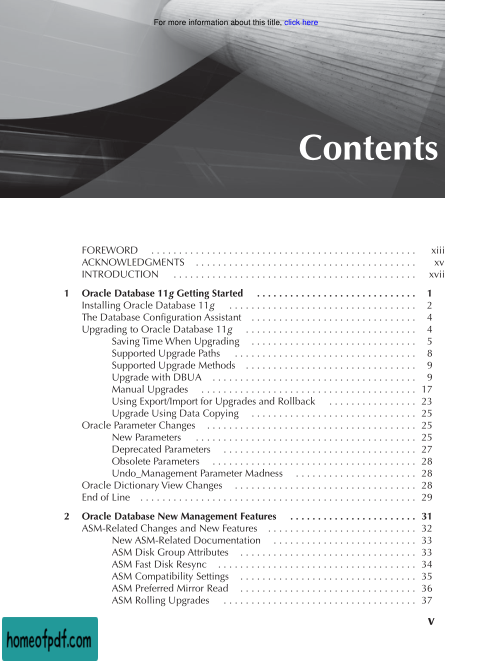 For more information about this title, click here
Contents
FOREWORD . . . . . . . . . . . . . . . . . . . . . . . . . . . . . . . . . . . . . . . . . . . . . . . . xiii
ACKNOWLEDGMENTS . . . . . . . . . . . . . . . . . . . . . . . . . . . . . . . . . . . . . . . . xv
INTRODUCTION . . . . . . . . . . . . . . . . . . . . . . . . . . . . . . . . . . . . . . . . . . . . xvii
1 Oracle Database 11g Getting Started . . . . . . . . . . . . . . . . . . . . . . . . . . . . . 1
Installing Oracle Database 11g . . . . . . . . . . . . . . . . . . . . . . . . . . . . . . . . . . 2
The Database Configuration Assistant . . . . . . . . . . . . . . . . . . . . . . . . . . . . . . 4
Upgrading to Oracle Database 11g . . . . . . . . . . . . . . . . . . . . . . . . . . . . . . . 4
Saving Time When Upgrading . . . . . . . . . . . . . . . . . . . . . . . . . . . . . . 5
Supported Upgrade Paths . . . . . . . . . . . . . . . . . . . . . . . . . . . . . . . . . 8
Supported Upgrade Methods . . . . . . . . . . . . . . . . . . . . . . . . . . . . . . . 9
Upgrade with DBUA . . . . . . . . . . . . . . . . . . . . . . . . . . . . . . . . . . . . . 9
Manual Upgrades . . . . . . . . . . . . . . . . . . . . . . . . . . . . . . . . . . . . . . . 17
Using Export/Import for Upgrades and Rollback . . . . . . . . . . . . . . . . 23
Upgrade Using Data Copying . . . . . . . . . . . . . . . . . . . . . . . . . . . . . . 25
Oracle Parameter Changes . . . . . . . . . . . . . . . . . . . . . . . . . . . . . . . . . . . . . . 25
New Parameters . . . . . . . . . . . . . . . . . . . . . . . . . . . . . . . . . . . . . . . . 25
Deprecated Parameters . . . . . . . . . . . . . . . . . . . . . . . . . . . . . . . . . . . 27
Obsolete Parameters . . . . . . . . . . . . . . . . . . . . . . . . . . . . . . . . . . . . . 28
Undo_Management Parameter Madness . . . . . . . . . . . . . . . . . . . . . . 28
Oracle Dictionary View Changes . . . . . . . . . . . . . . . . . . . . . . . . . . . . . . . . . 28
End of Line . . . . . . . . . . . . . . . . . . . . . . . . . . . . . . . . . . . . . . . . . . . . . . . . . . 29
2 Oracle Database New Management Features . . . . . . . . . . . . . . . . . . . . . . . 31
ASM-Related Changes and New Features . . . . . . . . . . . . . . . . . . . . . . . . . . . 32
New ASM-Related Documentation . . . . . . . . . . . . . . . . . . . . . . . . . . 33
ASM Disk Group Attributes . . . . . . . . . . . . . . . . . . . . . . . . . . . . . . . . 33
ASM Fast Disk Resync . . . . . . . . . . . . . . . . . . . . . . . . . . . . . . . . . . . . 34
ASM Compatibility Settings . . . . . . . . . . . . . . . . . . . . . . . . . . . . . . . . 35
ASM Preferred Mirror Read . . . . . . . . . . . . . . . . . . . . . . . . . . . . . . . . 36
ASM Rolling Upgrades . . . . . . . . . . . . . . . . . . . . . . . . . . . . . . . . . . . 37
v
homeofpdf.com